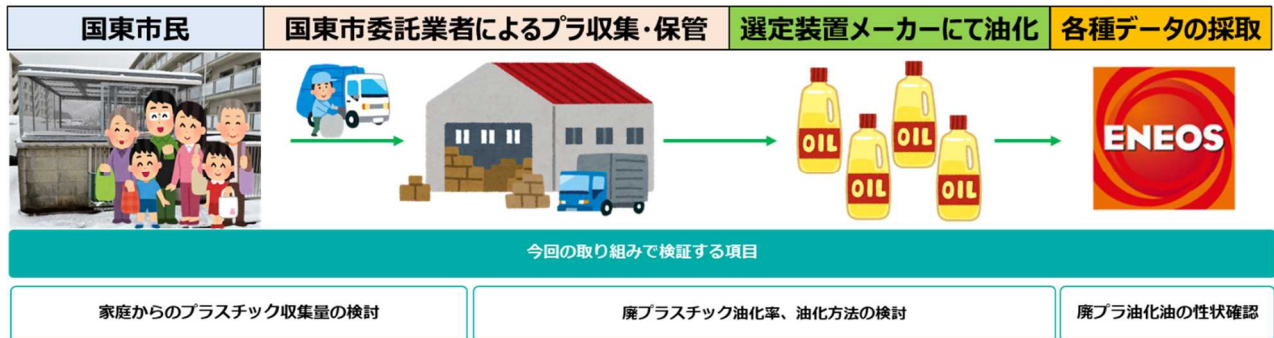 国東市民
国東市委託業者によるプラ収集・保管
選定装置メーカーにて油化
各種データの採取
OIL
OIL
OIL
OIL
ENEOS
今回の取り組みで検証する項目
家庭からのプラスチック収集量の検討
廃プラスチック油化率、油化方法の検討
廃プラ油化油の性状確認